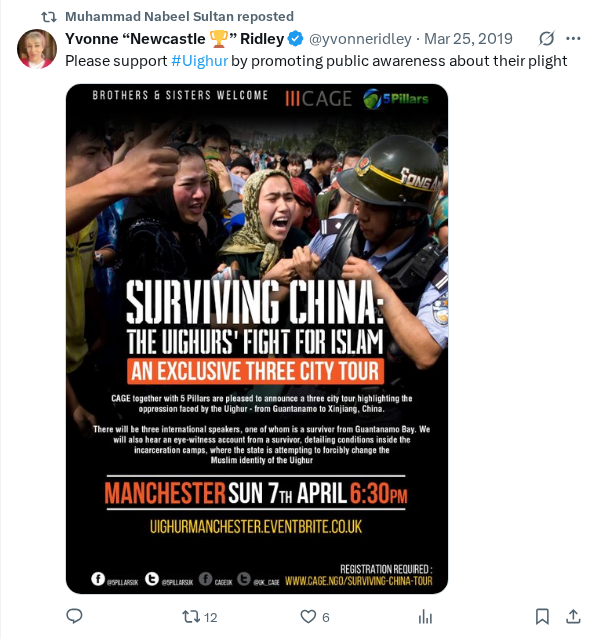 Muhammad Nabeel Sultan reposted
Yvonne “Newcastle 🏆” Ridley @yvonneridley · Mar 25, 2019
Please support #Uighur by promoting public awareness about their plight
BROTHERS & SISTERS WELCOME
CAGE
5Pillars
SURVIVING CHINA:
THE UIGHURS' FIGHT FOR ISLAM
AN EXCLUSIVE THREE CITY TOUR
CAGE together with 5 Pillars are pleased to announce a three city tour highlighting the
oppression faced by the Uighur - from Guantanamo to Xinjiang, China.
There will be three international speakers, one of whom is a survivor from Guantanamo Bay. We
will also hear an eye-witness account from a survivor, detailing conditions inside the
incarceration camps, where the state is attempting to forcibly change the
Muslim identity of the Uighur
MANCHESTER SUN 7TH APRIL 6:30PM
UIGHURMANCHESTER.EVENTBRITE.CO.UK
REGISTRATION REQUIRED :
@5PILLARSUK @5PILLARSUK CAGEUK @UK_CAGE WWW.CAGE.NGO/SURVIVING-CHINA-TOUR
12 6